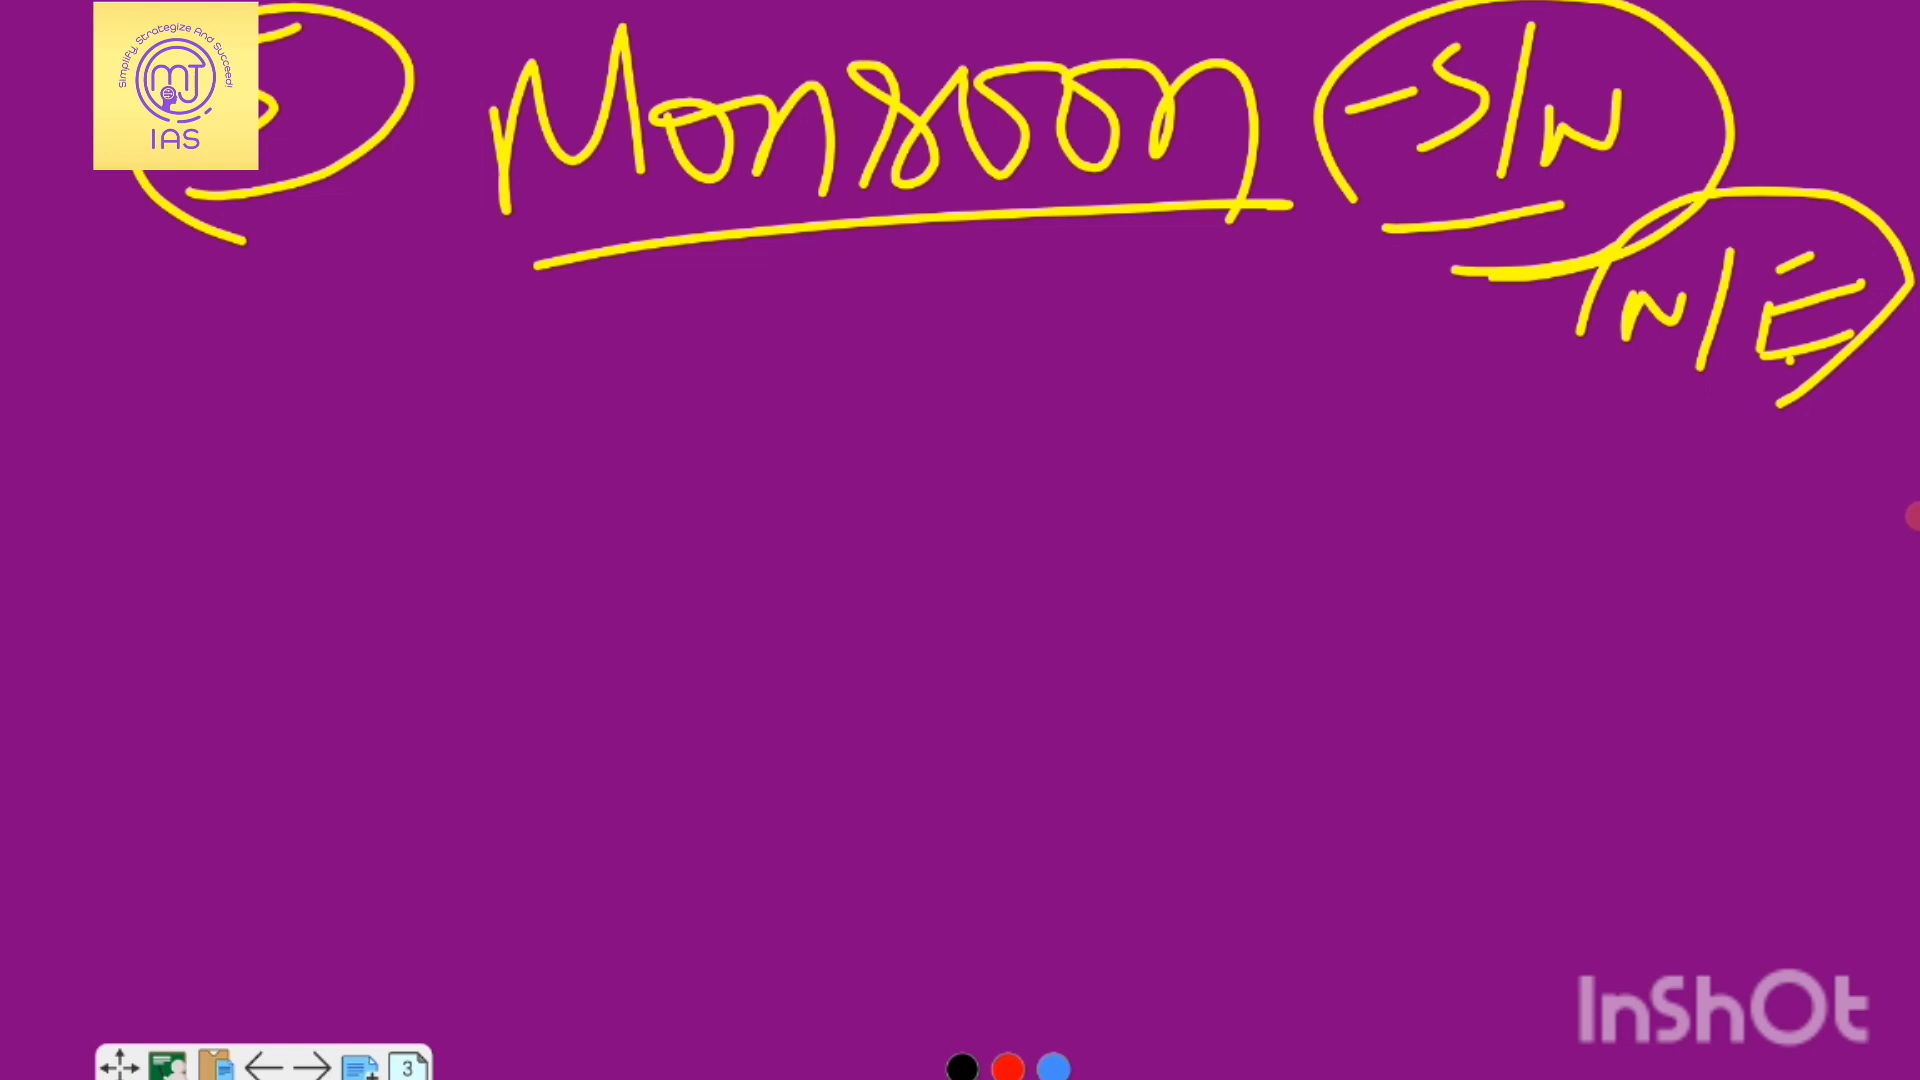 Simplify, Strategize And Succeed!
MJ
IAS
Monsoon - S/W
N/E
InShOt
3